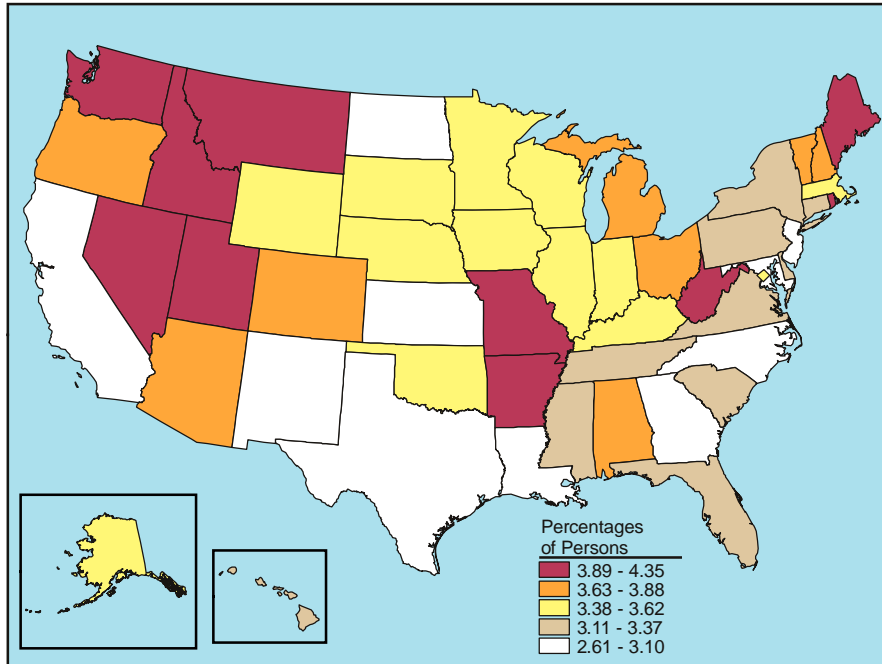 Percentages
of Persons
3.89 - 4.35
3.63 - 3.88
3.38 - 3.62
3.11 - 3.37
2.61 - 3.10